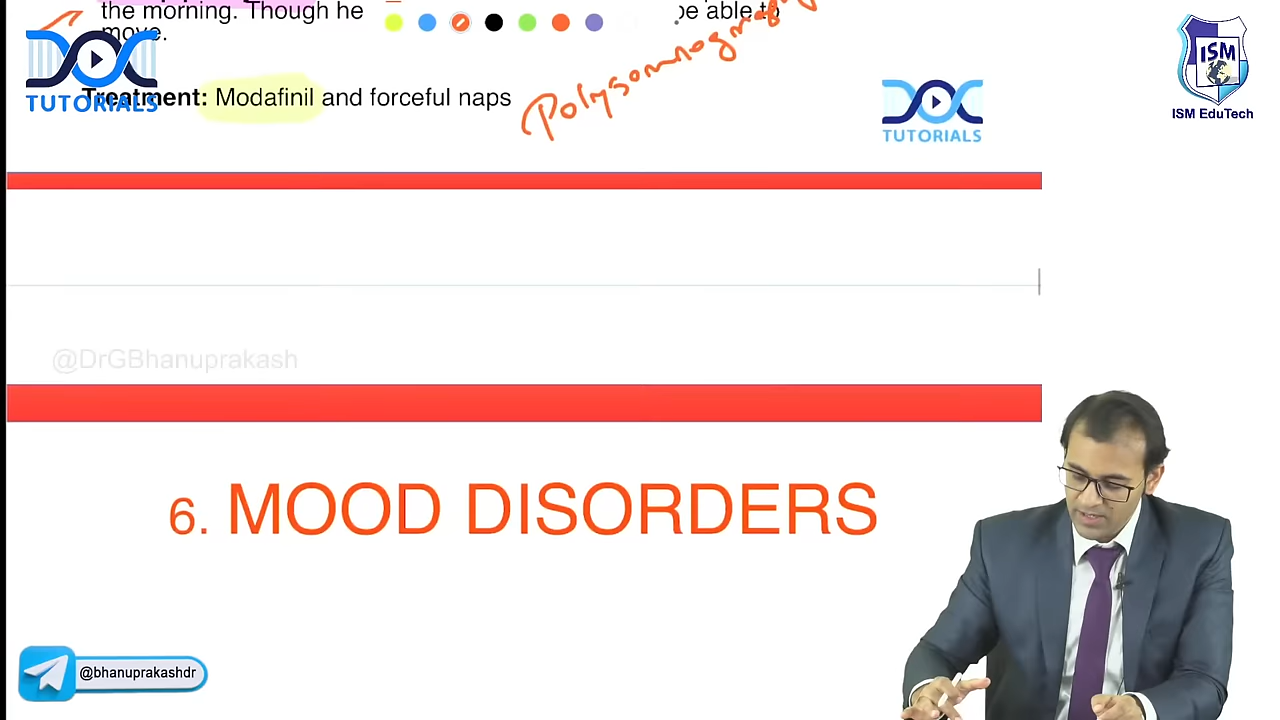 the morning. Though he be able to
move.
Treatment: Modafinil and forceful naps
Polysomnography
TUTORIALS
TUTORIALS
ISM
ISM EduTech
@DrGBhanuprakash
6. MOOD DISORDERS
@bhanuprakashdr